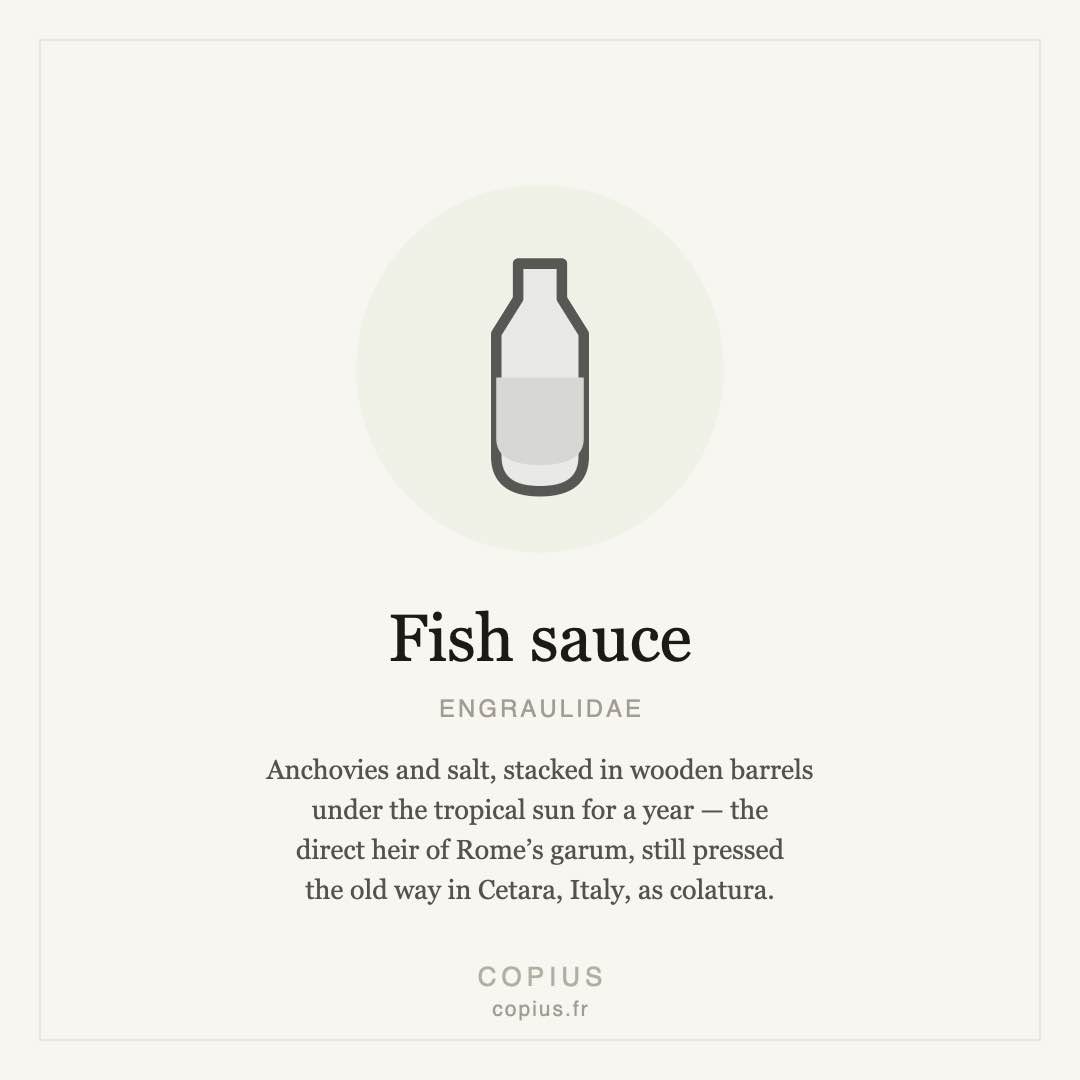 Fish sauce
ENGRAULIDAE
Anchovies and salt, stacked in wooden barrels
under the tropical sun for a year — the
direct heir of Rome’s garum, still pressed
the old way in Cetara, Italy, as colatura.
COPIUS
copius.fr